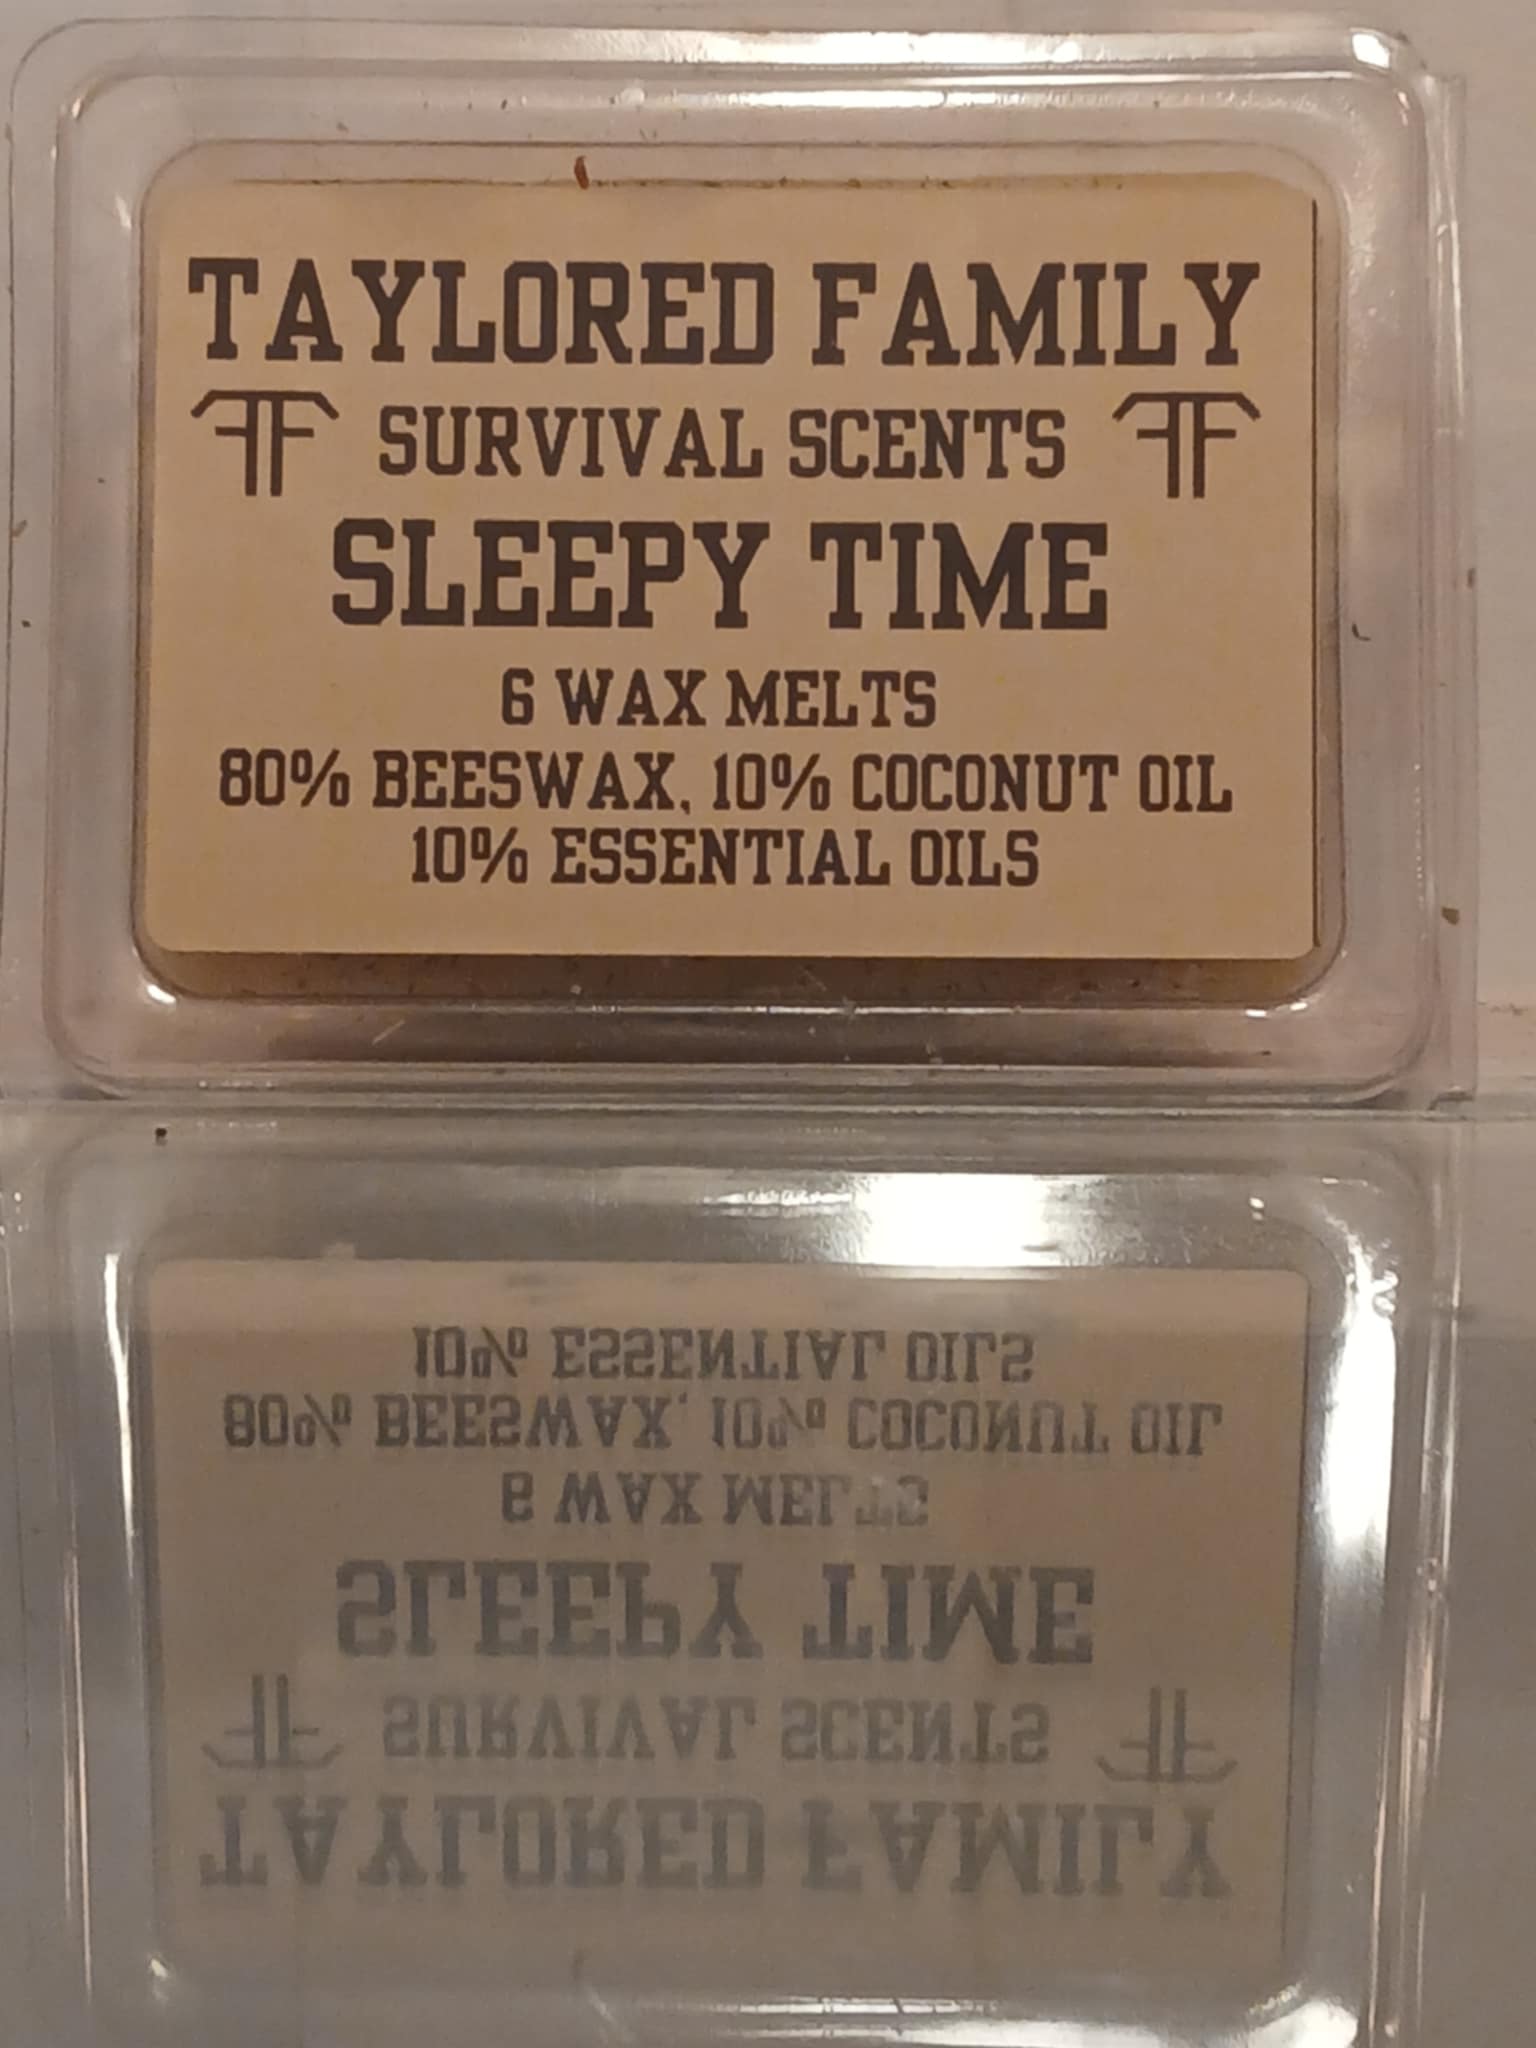 TAYLORED FAMILY
SURVIVAL SCENTS
SLEEPY TIME
6 WAX MELTS
80% BEESWAX, 10% COCONUT OIL
10% ESSENTIAL OILS